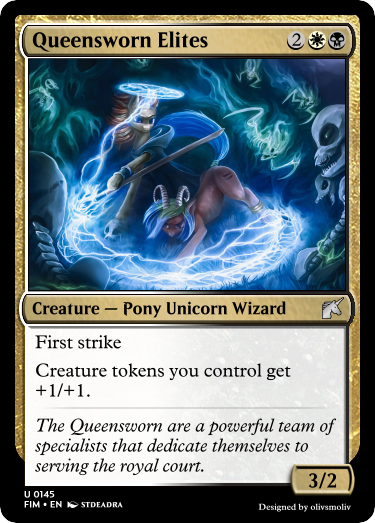 Queensworn Elites 2
Creature — Pony Unicorn Wizard
First strike
Creature tokens you control get
+1/+1.
The Queensworn are a powerful team of
specialists that dedicate themselves to
serving the royal court.
3/2
U 0145
FIM • EN STDEADRA
Designed by olivsmoliv